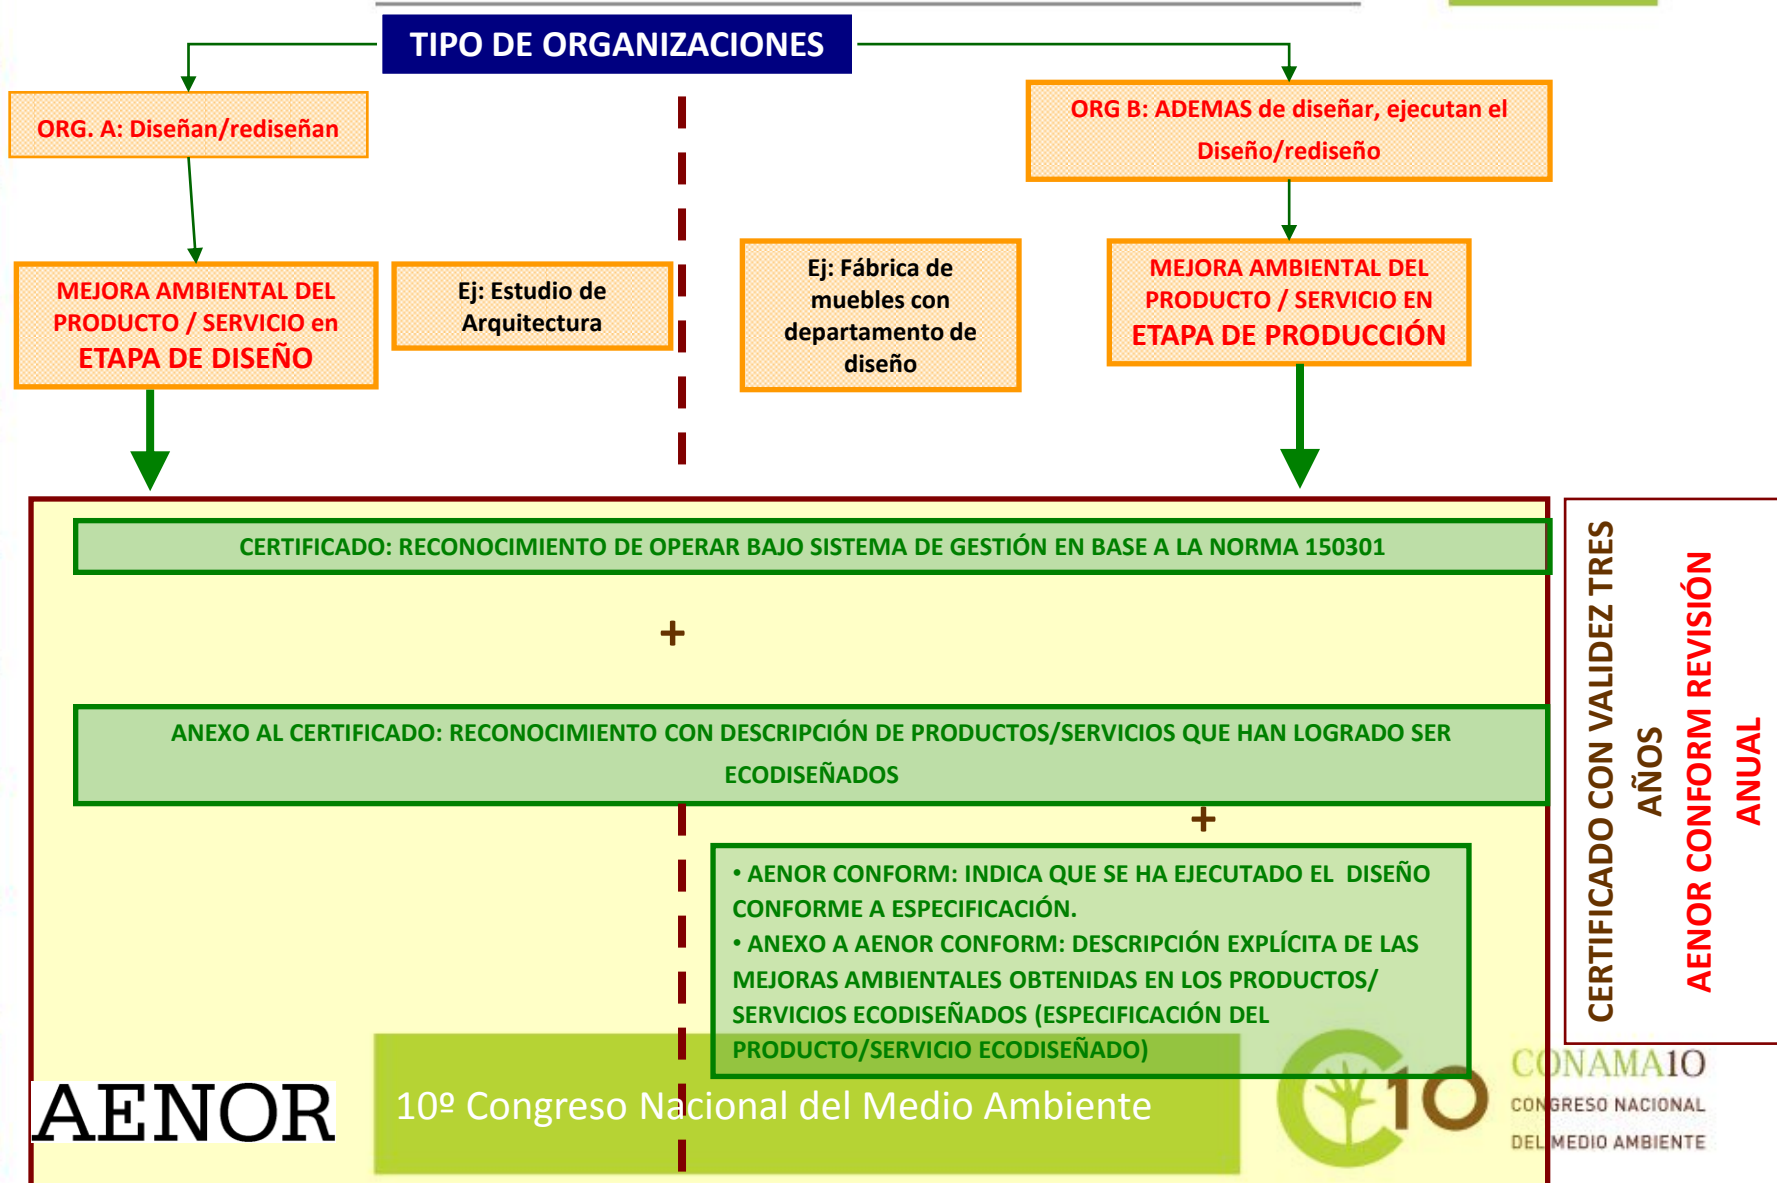 TIPO DE ORGANIZACIONES
ORG. A: Diseñan/rediseñan
ORG B: ADEMAS de diseñar, ejecutan el
Diseño/rediseño
MEJORA AMBIENTAL DEL
PRODUCTO / SERVICIO en
ETAPA DE DISEÑO
Ej: Estudio de
Arquitectura
Ej: Fábrica de
muebles con
departamento de
diseño
MEJORA AMBIENTAL DEL
PRODUCTO / SERVICIO EN
ETAPA DE PRODUCCIÓN
CERTIFICADO: RECONOCIMIENTO DE OPERAR BAJO SISTEMA DE GESTIÓN EN BASE A LA NORMA 150301
+
ANEXO AL CERTIFICADO: RECONOCIMIENTO CON DESCRIPCIÓN DE PRODUCTOS/SERVICIOS QUE HAN LOGRADO SER
ECODISEÑADOS
+
• AENOR CONFORM: INDICA QUE SE HA EJECUTADO EL DISEÑO
CONFORME A ESPECIFICACIÓN.
• ANEXO A AENOR CONFORM: DESCRIPCIÓN EXPLÍCITA DE LAS
MEJORAS AMBIENTALES OBTENIDAS EN LOS PRODUCTOS/
SERVICIOS ECODISEÑADOS (ESPECIFICACIÓN DEL
PRODUCTO/SERVICIO ECODISEÑADO)
CERTIFICADO CON VALIDEZ TRES
AÑOS
AENOR CONFORM REVISIÓN
ANUAL
AENOR
10º Congreso Nacional del Medio Ambiente
C10
CONAMA10
CONGRESO NACIONAL
DEL MEDIO AMBIENTE